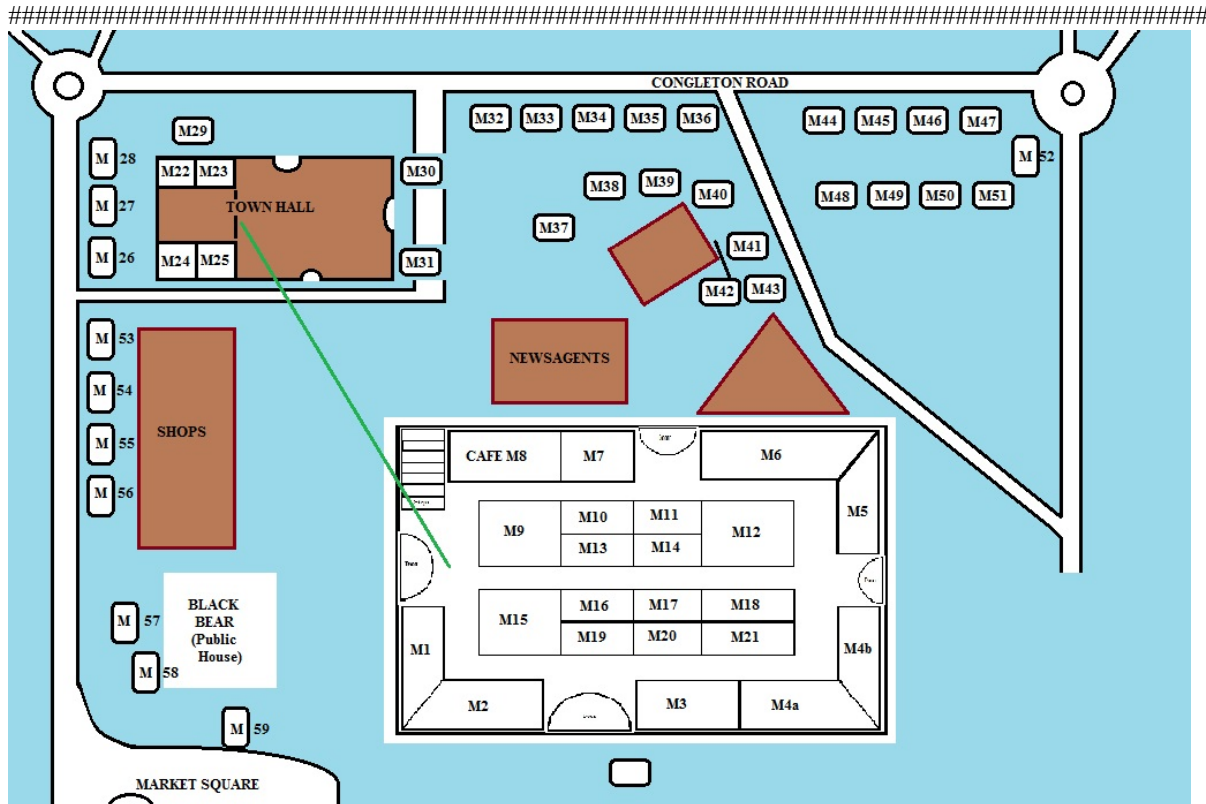 ################################################################################
CONGLETON ROAD
M32 M33 M34 M35 M36
M44 M45 M46 M47
M29
M 28
M22 M23
M30
M 52
M 27
TOWN HALL
M38 M39 M40
M48 M49 M50 M51
M37
M41
M 26
M24 M25
M31
M42 M43
M 53
NEWSAGENTS
M 54
SHOPS
M 55
M 56
CAFE M8
M7
M6
M5
M9
M10 M11
M12
M13 M14
M15
M16 M17 M18
M19 M20 M21
M1
M4b
M2
M3
M4a
BLACK
BEAR
(Public
House)
M 57
M 58
M 59
MARKET SQUARE